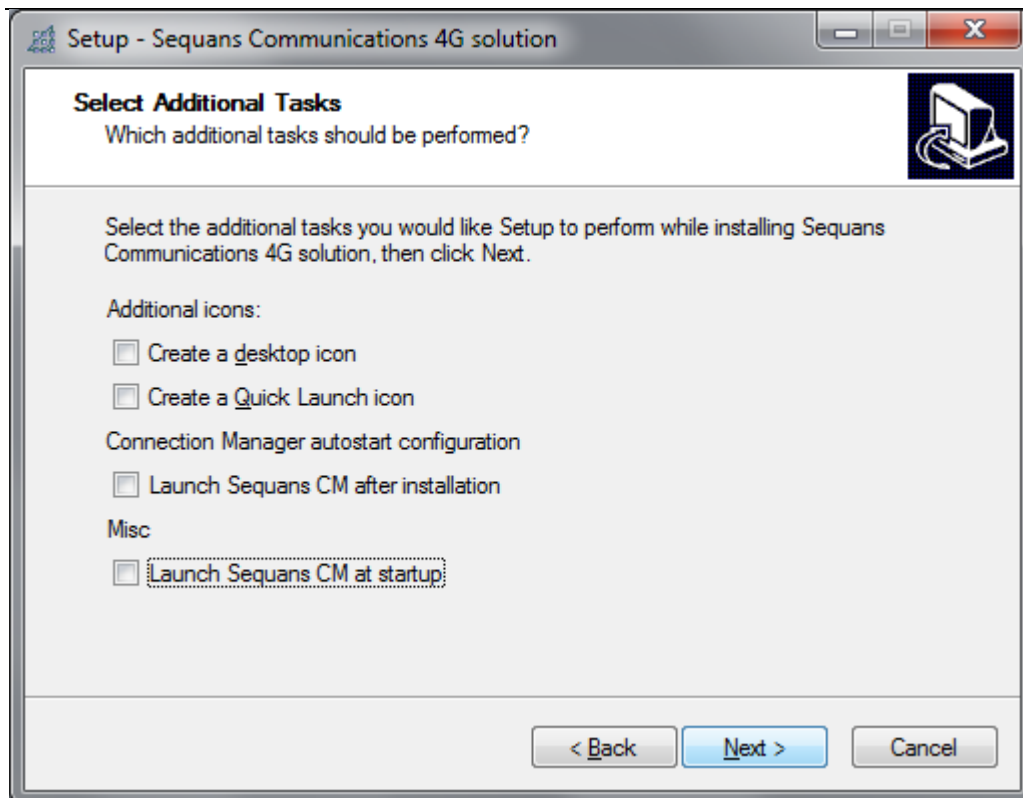 Setup - Sequans Communications 4G solution
Select Additional Tasks
Which additional tasks should be performed?
Select the additional tasks you would like Setup to perform while installing Sequans
Communications 4G solution, then click Next.
Additional icons:
Create a desktop icon
Create a Quick Launch icon
Connection Manager autostart configuration
Launch Sequans CM after installation
Misc
Launch Sequans CM at startup
< Back
Next >
Cancel